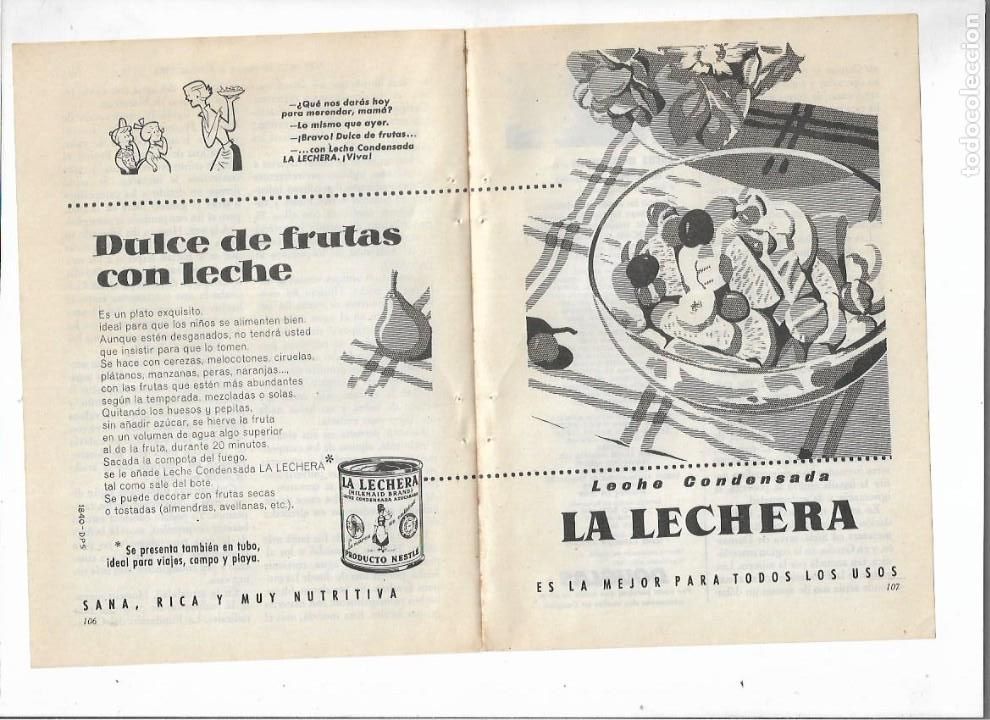 —¿Qué nos darás hoy
para merendar, mamá?
—Lo mismo que ayer.
—¡Bravo! Dulce de frutas...
—... con Leche Condensada
LA LECHERA. ¡Viva!
Dulce de frutas
con leche
Es un plato exquisito,
ideal para que los niños se alimenten bien.
Aunque estén desganados, no tendrá usted
que insistir para que lo tomen.
Se hace con cerezas, melocotones, ciruelas,
plátanos, manzanas, peras, naranjas...,
con las frutas que estén más abundantes
según la temporada, mezcladas o solas.
Quitando los huesos y pepitas,
sin añadir azúcar, se hierve la fruta
en un volumen de agua algo superior
al de la fruta, durante 20 minutos.
Sacada la compota del fuego,
se le añade Leche Condensada LA LECHERA*
tal como sale del bote.
Se puede decorar con frutas secas
o tostadas (almendras, avellanas, etc.).
1840-DPS
* Se presenta también en tubo,
ideal para viajes, campo y playa.
LA LECHERA
(MILKMAID BRAND)
LECHE CONDENSADA AZUCARADA
PRODUCTO NESTLÉ
SANA, RICA Y MUY NUTRITIVA
106
Leche Condensada
LA LECHERA
ES LA MEJOR PARA TODOS LOS USOS
107
todocoleccion